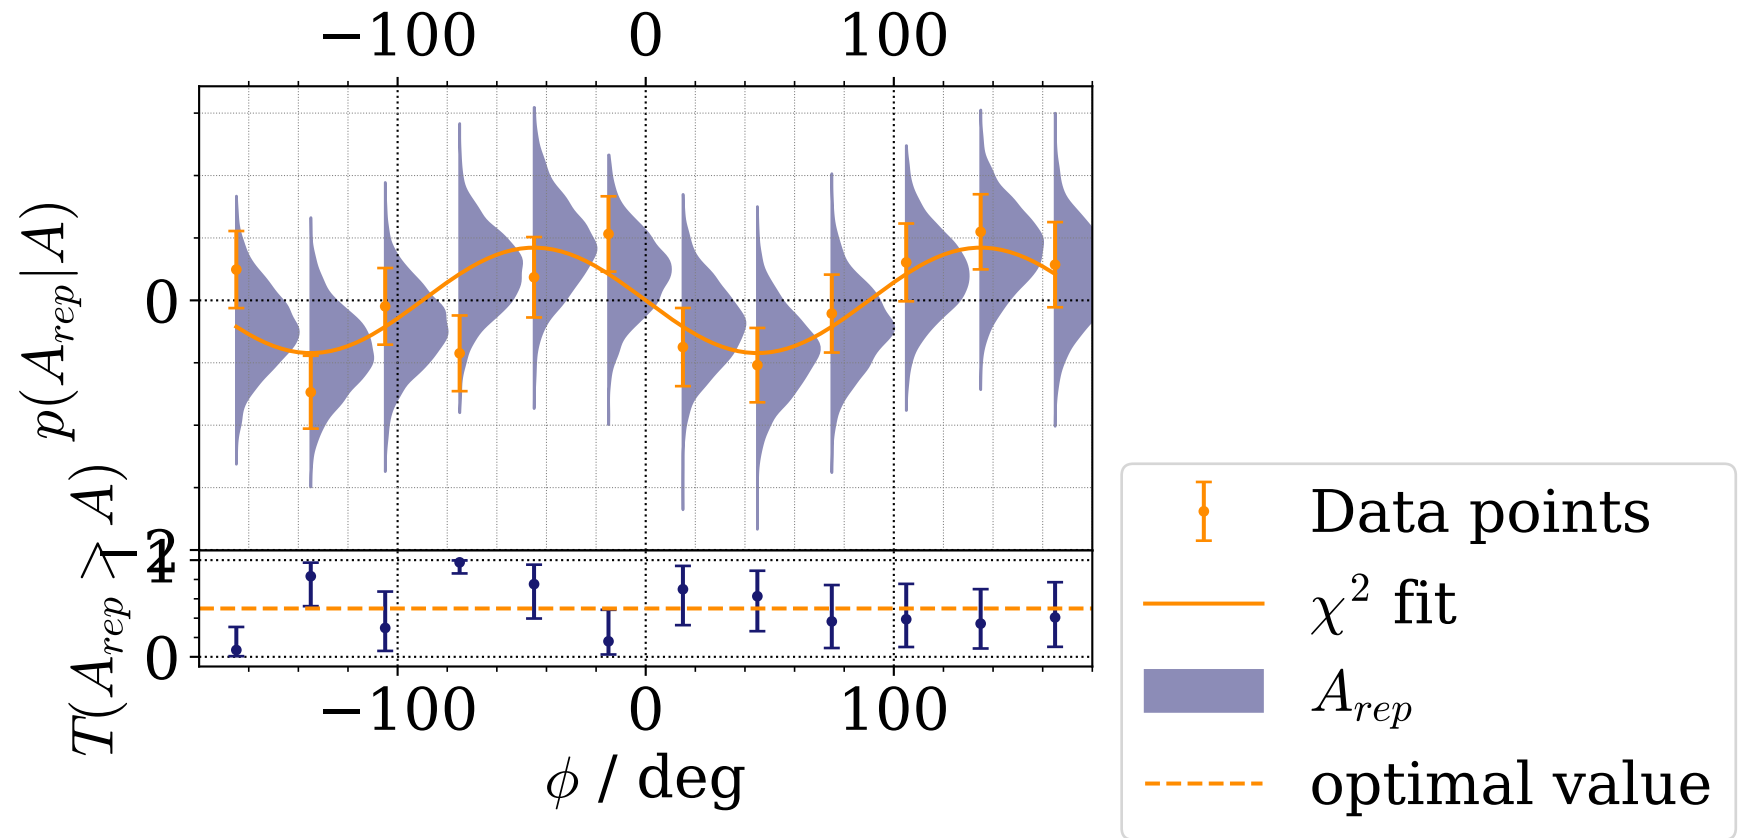 −100 0 100
p(A_rep|A)
0
−2
T(A_rep > A)
1
0
−100 0 100
ϕ / deg
Data points
χ² fit
A_rep
optimal value